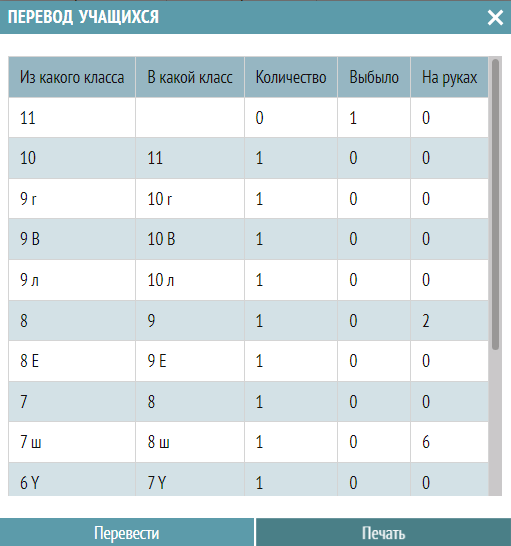 ПЕРЕВОД УЧАЩИХСЯ
Из какого класса В какой класс Количество Выбыло На руках
11 0 1 0
10 11 1 0 0
9 г 10 г 1 0 0
9 В 10 В 1 0 0
9 л 10 л 1 0 0
8 9 1 0 2
8 Е 9 Е 1 0 0
7 8 1 0 0
7 ш 8 ш 1 0 6
6 Y 7 Y 1 0 0
Перевести Печать